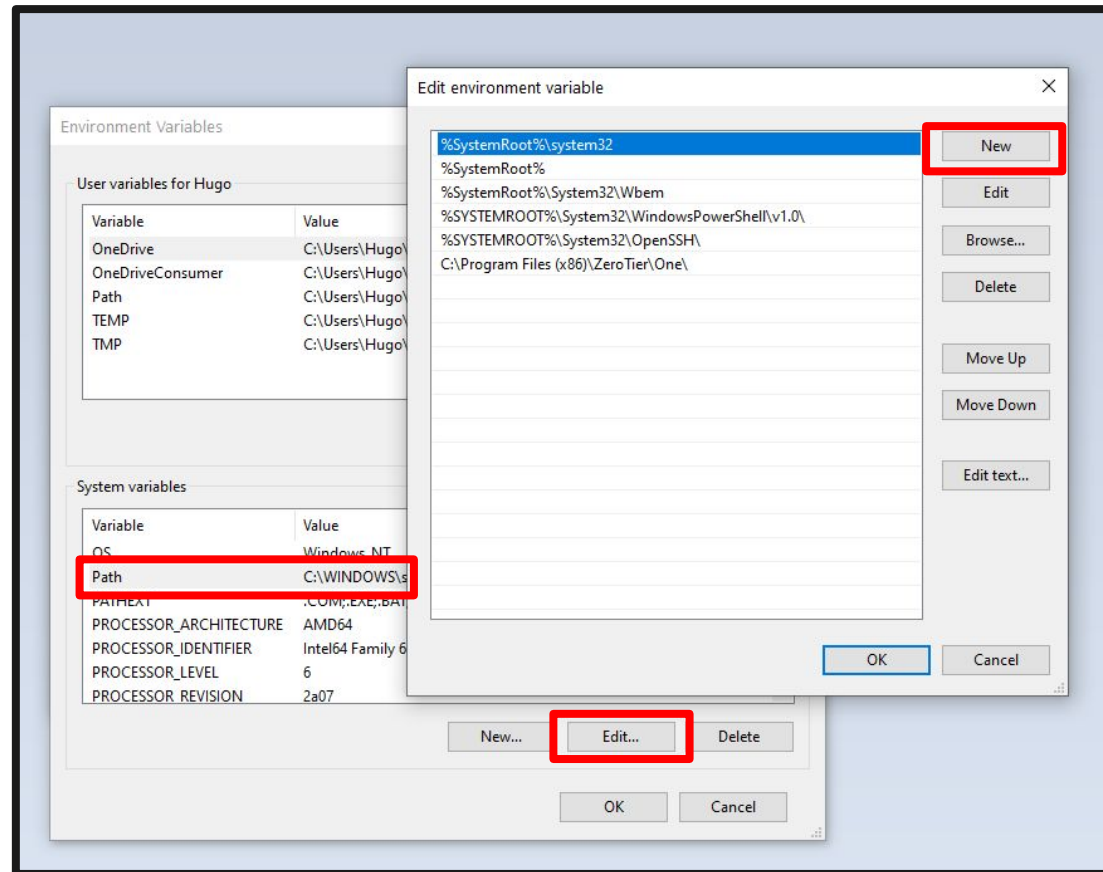 Edit environment variable
%SystemRoot%\system32
%SystemRoot%
%SystemRoot%\System32\Wbem
%SYSTEMROOT%\System32\WindowsPowerShell\v1.0\
%SYSTEMROOT%\System32\OpenSSH\
C:\Program Files (x86)\ZeroTier\One\
New
Edit
Browse...
Delete
Move Up
Move Down
Edit text...
OK Cancel
Environment Variables
User variables for Hugo
Variable Value
OneDrive C:\Users\Hugo\
OneDriveConsumer C:\Users\Hugo\
Path C:\Users\Hugo\
TEMP C:\Users\Hugo\
TMP C:\Users\Hugo\
System variables
Variable Value
OS Windows_NT
Path C:\WINDOWS\s
PATHEXT .COM;.EXE;.BAT
PROCESSOR_ARCHITECTURE AMD64
PROCESSOR_IDENTIFIER Intel64 Family 6
PROCESSOR_LEVEL 6
PROCESSOR_REVISION 2a07
New... Edit... Delete
OK Cancel